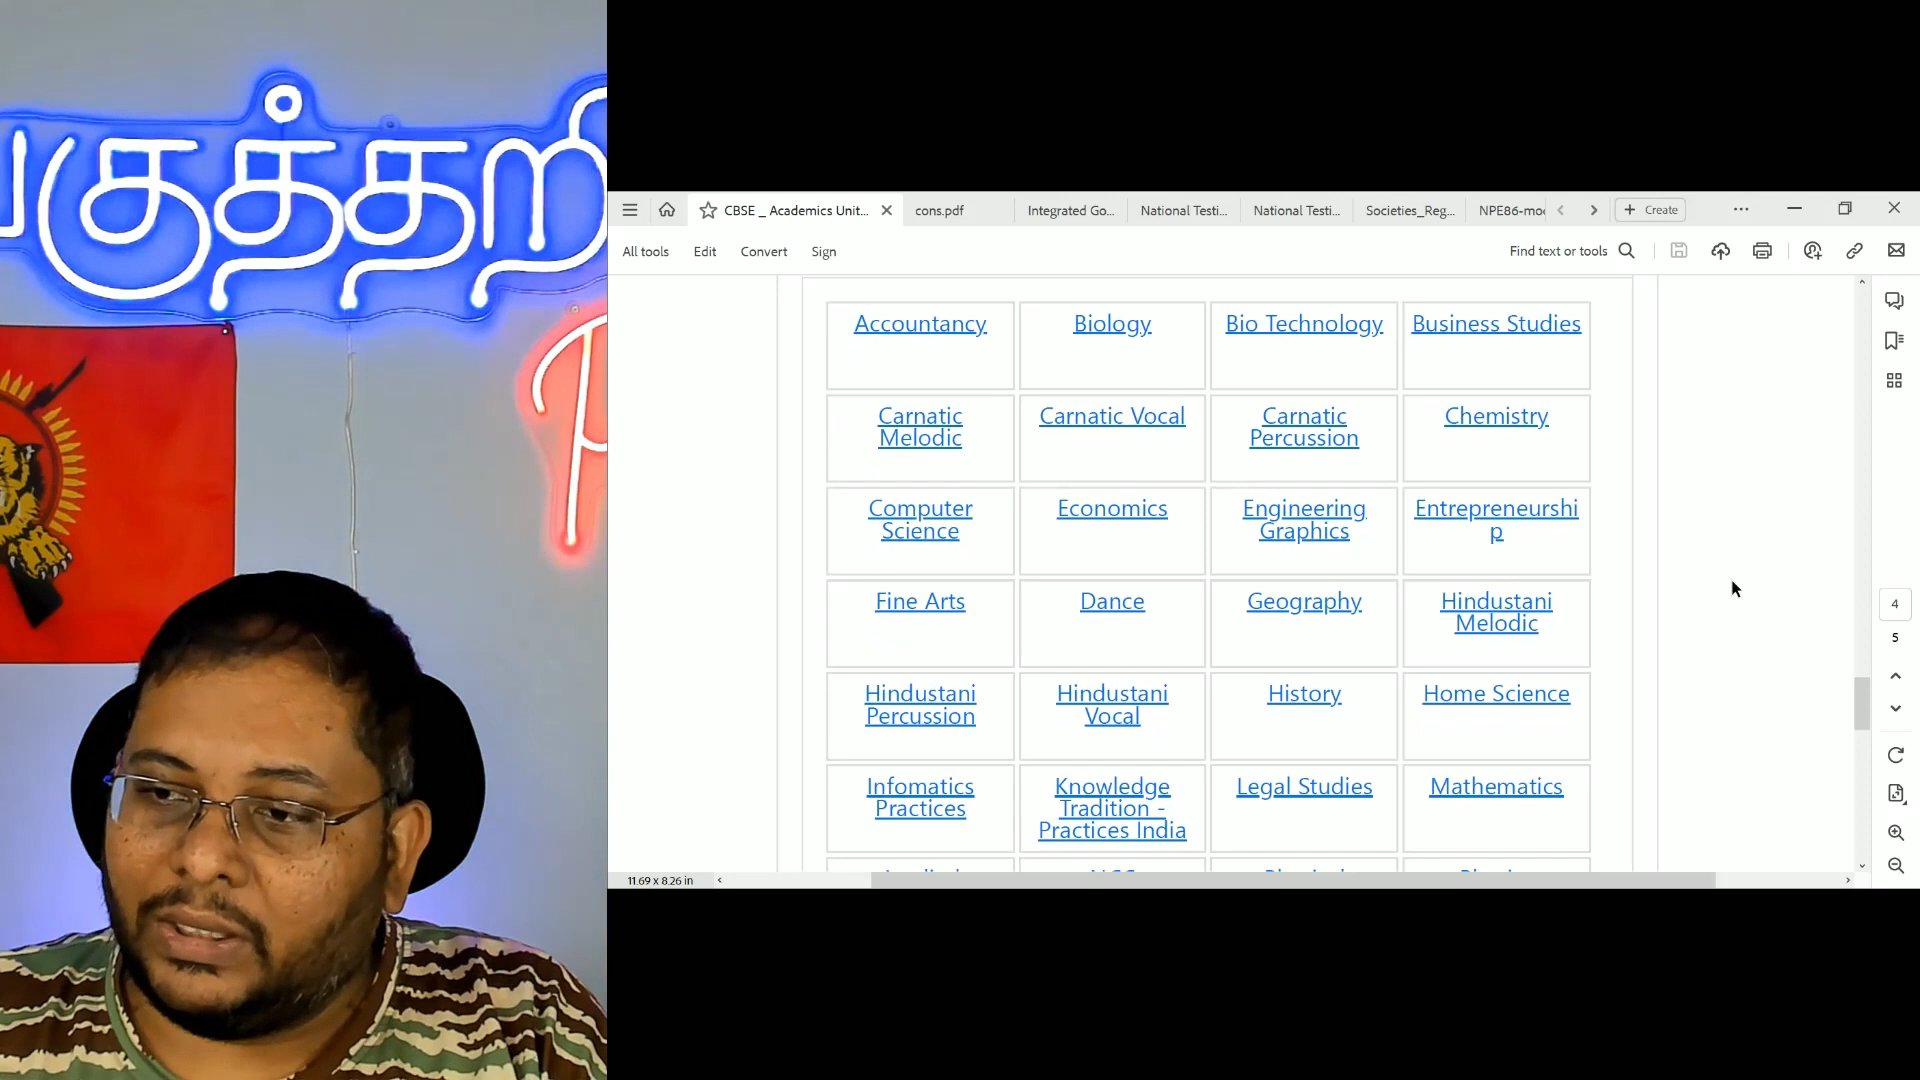 குத்தறி
CBSE _ Academics Unit...
cons.pdf
Integrated Go...
National Testi...
National Testi...
Societies_Reg...
NPE86-mo
Create
All tools
Edit
Convert
Sign
Find text or tools
Accountancy
Biology
Bio Technology
Business Studies
Carnatic
Melodic
Carnatic Vocal
Carnatic
Percussion
Chemistry
Computer
Science
Economics
Engineering
Graphics
Entrepreneurshi
p
Fine Arts
Dance
Geography
Hindustani
Melodic
Hindustani
Percussion
Hindustani
Vocal
History
Home Science
Infomatics
Practices
Knowledge
Tradition -
Practices India
Legal Studies
Mathematics
4
5
11.69 x 8.26 in